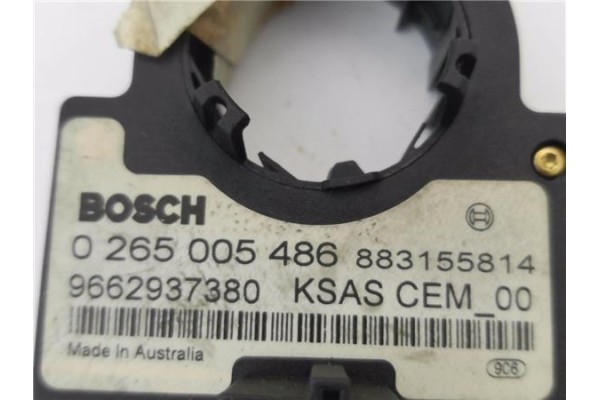 BOSCH
0 265 005 486 883155814
9662937380 KSAS CEM_00
Made In Australia
906